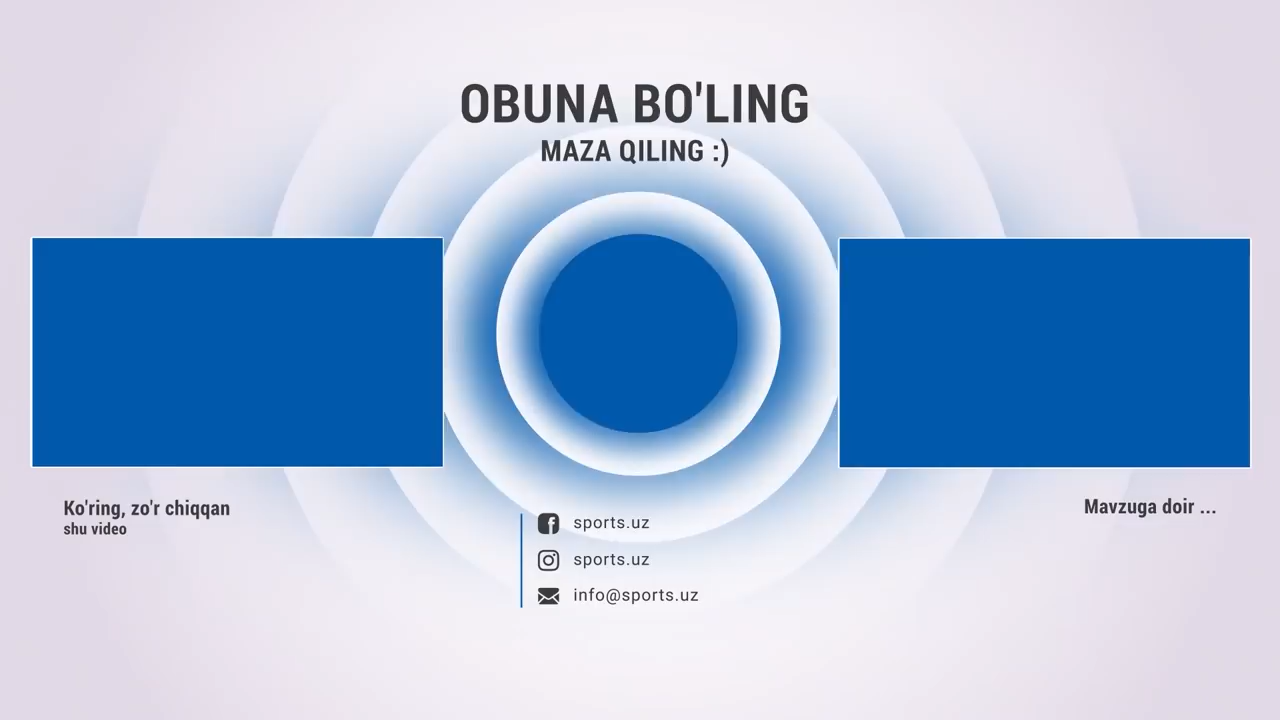 OBUNA BO'LING
MAZA QILING :)
Ko'ring, zo'r chiqqan
shu video
Mavzuga doir ...
sports.uz
sports.uz
info@sports.uz